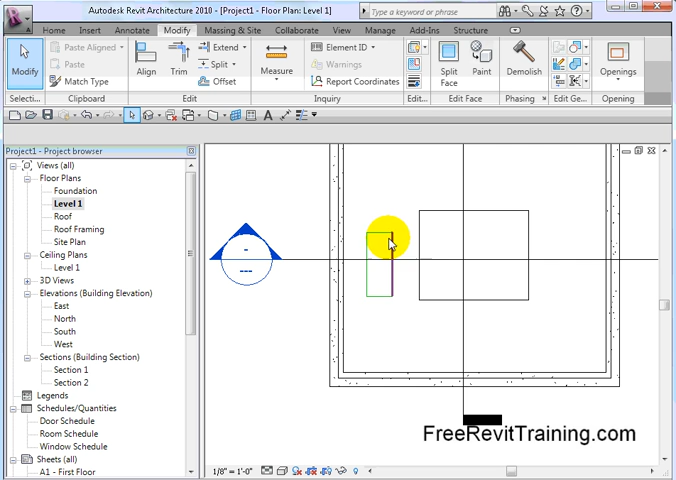 Autodesk Revit Architecture 2010 - [Project1 - Floor Plan: Level 1]
Type a keyword or phrase
Home Insert Annotate Modify Massing & Site Collaborate View Manage Add-Ins Structure
Modify
Paste Aligned
Paste
Match Type
Align
Trim
Extend
Split
Offset
Measure
Element ID
Warnings
Report Coordinates
Split Face
Paint
Demolish
Openings
Selecti...
Clipboard
Edit
Inquiry
Edit...
Edit Face
Phasing
Edit Ge...
Opening
Project1 - Project browser
Views (all)
Floor Plans
Foundation
Level 1
Roof
Roof Framing
Site Plan
Ceiling Plans
Level 1
3D Views
Elevations (Building Elevation)
East
North
South
West
Sections (Building Section)
Section 1
Section 2
Legends
Schedules/Quantities
Door Schedule
Room Schedule
Window Schedule
Sheets (all)
A1 - First Floor
-
---
FreeRevitTraining.com
1/8" = 1'-0"